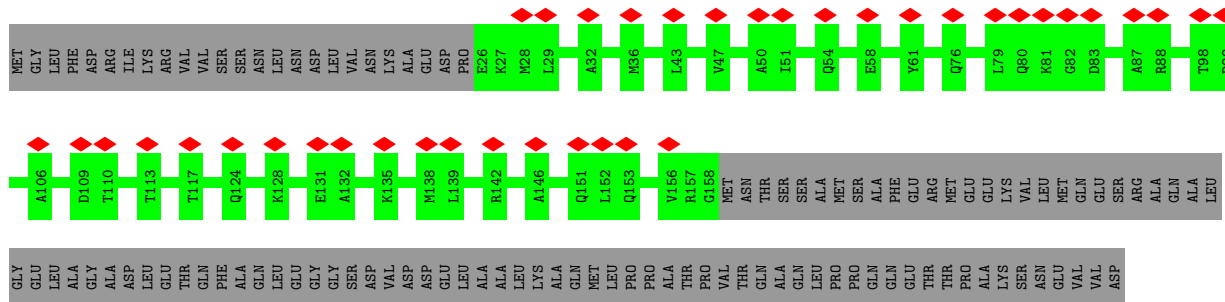 MET GLY LEU PHE ASP ARG ILE LYS ARG VAL VAL SER SER ASN LEU ASN ASP LEU VAL ASN LYS ALA GLU ASP PRO E26 K27 M28 L29 A32 M36 L43 V47 A50 I51 Q54 E58 Y61 Q76 L79 Q80 K81 G82 D83 A87 R88 T98
A106 D109 T110 T113 T117 Q124 K128 E131 A132 K135 M138 L139 R142 A146 Q151 L152 Q153 V156 R157 G158 MET ASN THR SER SER ALA MET SER ALA PHE GLU ARG MET GLU GLU LYS VAL LEU MET GLN GLU SER ARG ALA GLN ALA LEU
GLY GLU LEU ALA GLY ALA ASP LEU GLU THR GLN PHE ALA GLN LEU GLU GLY GLY SER ASP VAL ASP ASP GLU LEU ALA ALA LEU LYS ALA GLN MET LEU PRO PRO ALA THR PRO VAL THR GLN ALA GLN LEU PRO PRO GLN GLN GLU THR THR PRO ALA LYS SER ASN GLU VAL VAL ASP